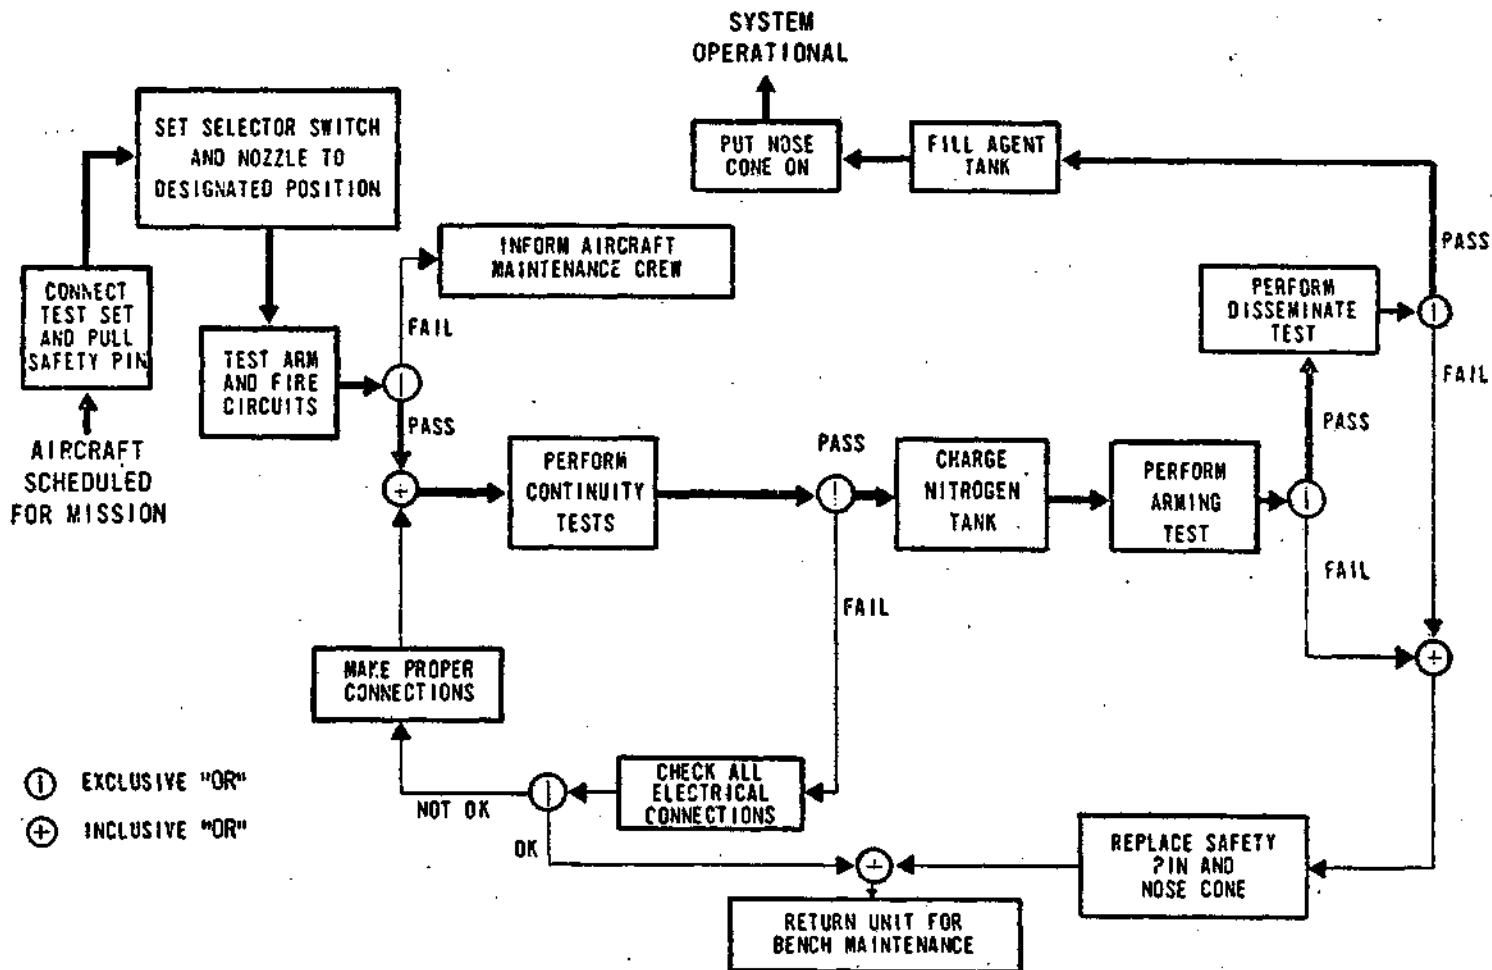 SYSTEM
OPERATIONAL
SET SELECTOR SWITCH
AND NOZZLE TO
DESIGNATED POSITION
PUT NOSE
CONE ON
FILL AGENT
TANK
PASS
INFORM AIRCRAFT
MAINTENANCE CREW
CONNECT
TEST SET
AND PULL
SAFETY PIN
FAIL
TEST ARM
AND FIRE
CIRCUITS
PERFORM
DISSEMINATE
TEST
FAIL
PASS
PASS
AIRCRAFT
SCHEDULED
FOR MISSION
PERFORM
CONTINUITY
TESTS
PASS
CHARGE
NITROGEN
TANK
PERFORM
ARMING
TEST
FAIL
FAIL
MAKE PROPER
CONNECTIONS
CHECK ALL
ELECTRICAL
CONNECTIONS
NOT OK
OK
EXCLUSIVE "OR"
+ INCLUSIVE "OR"
REPLACE SAFETY
PIN AND
NOSE CONE
RETURN UNIT FOR
BENCH MAINTENANCE